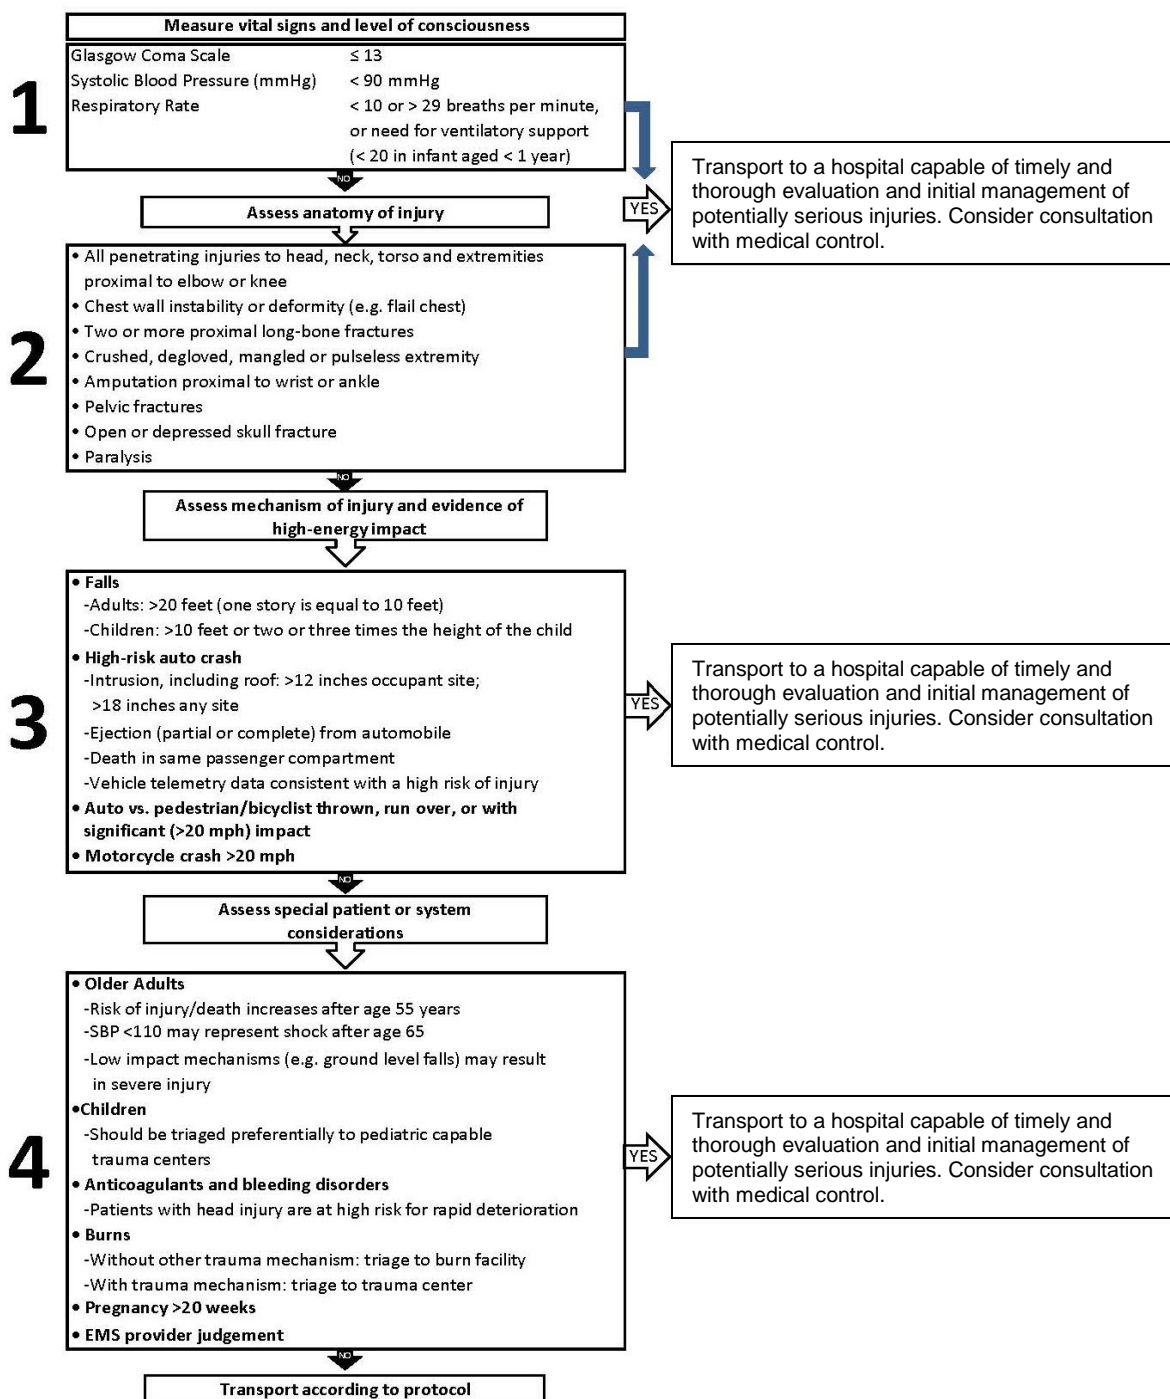 Measure vital signs and level of consciousness
1
Glasgow Coma Scale ≤ 13
Systolic Blood Pressure (mmHg) < 90 mmHg
Respiratory Rate < 10 or > 29 breaths per minute,
or need for ventilatory support
(< 20 in infant aged < 1 year)
NO
YES
Transport to a hospital capable of timely and
thorough evaluation and initial management of
potentially serious injuries. Consider consultation
with medical control.
Assess anatomy of injury
2
• All penetrating injuries to head, neck, torso and extremities
proximal to elbow or knee
• Chest wall instability or deformity (e.g. flail chest)
• Two or more proximal long-bone fractures
• Crushed, degloved, mangled or pulseless extremity
• Amputation proximal to wrist or ankle
• Pelvic fractures
• Open or depressed skull fracture
• Paralysis
NO
Assess mechanism of injury and evidence of
high-energy impact
3
• Falls
-Adults: >20 feet (one story is equal to 10 feet)
-Children: >10 feet or two or three times the height of the child
• High-risk auto crash
-Intrusion, including roof: >12 inches occupant site;
>18 inches any site
-Ejection (partial or complete) from automobile
-Death in same passenger compartment
-Vehicle telemetry data consistent with a high risk of injury
• Auto vs. pedestrian/bicyclist thrown, run over, or with
significant (>20 mph) impact
• Motorcycle crash >20 mph
YES
Transport to a hospital capable of timely and
thorough evaluation and initial management of
potentially serious injuries. Consider consultation
with medical control.
NO
Assess special patient or system
considerations
4
• Older Adults
-Risk of injury/death increases after age 55 years
-SBP <110 may represent shock after age 65
-Low impact mechanisms (e.g. ground level falls) may result
in severe injury
•Children
-Should be triaged preferentially to pediatric capable
trauma centers
• Anticoagulants and bleeding disorders
-Patients with head injury are at high risk for rapid deterioration
• Burns
-Without other trauma mechanism: triage to burn facility
-With trauma mechanism: triage to trauma center
• Pregnancy >20 weeks
• EMS provider judgement
YES
Transport to a hospital capable of timely and
thorough evaluation and initial management of
potentially serious injuries. Consider consultation
with medical control.
NO
Transport according to protocol